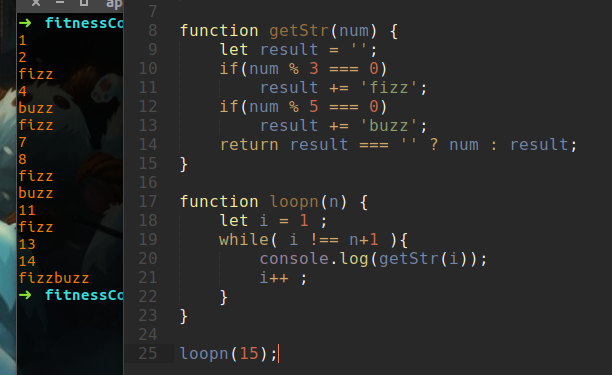 ap
➜ fitnessCo
1
2
fizz
4
buzz
fizz
7
8
fizz
buzz
11
fizz
13
14
fizzbuzz
➜ fitnessCo
7
8 function getStr(num) {
9     let result = '';
10     if(num % 3 === 0)
11         result += 'fizz';
12     if(num % 5 === 0)
13         result += 'buzz';
14     return result === '' ? num : result;
15 }
16
17 function loopn(n) {
18     let i = 1 ;
19     while( i !== n+1 ){
20         console.log(getStr(i));
21         i++ ;
22     }
23 }
24
25 loopn(15);